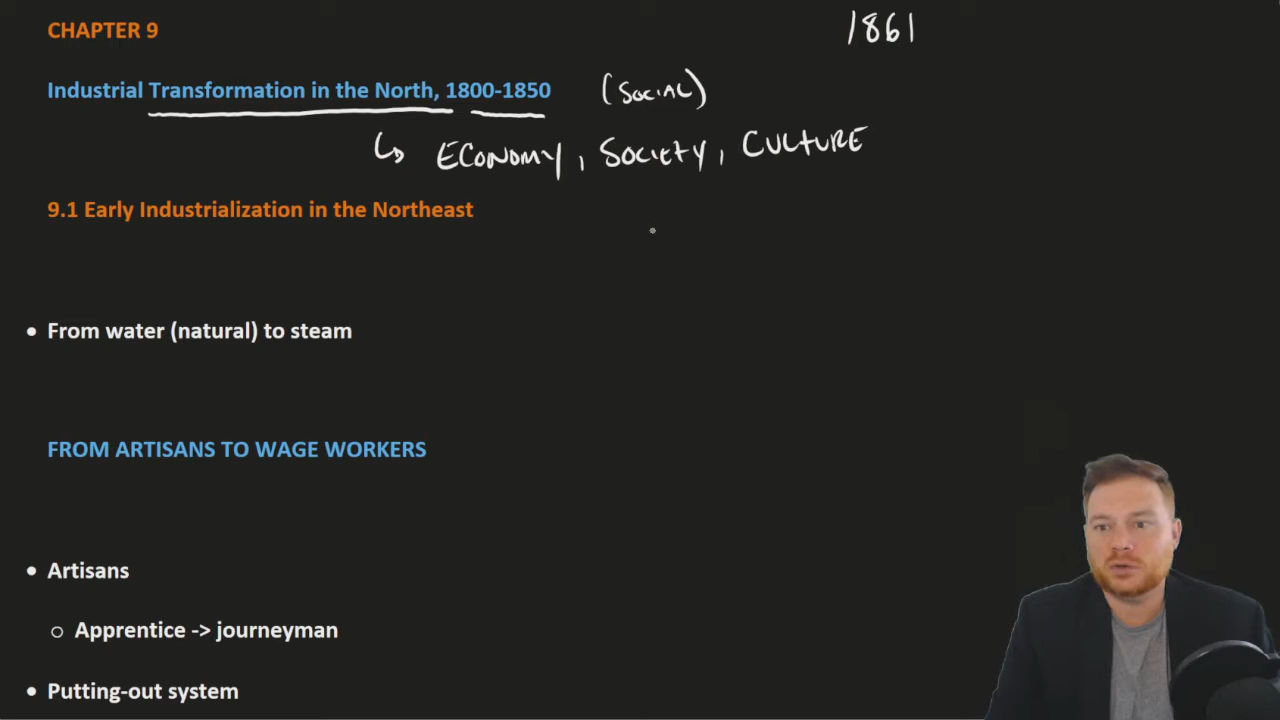 CHAPTER 9
1861
Industrial Transformation in the North, 1800-1850 (SOCIAL)
↳ ECONOMY, SOCIETY, CULTURE
9.1 Early Industrialization in the Northeast
• From water (natural) to steam
FROM ARTISANS TO WAGE WORKERS
• Artisans
○ Apprentice -> journeyman
• Putting-out system